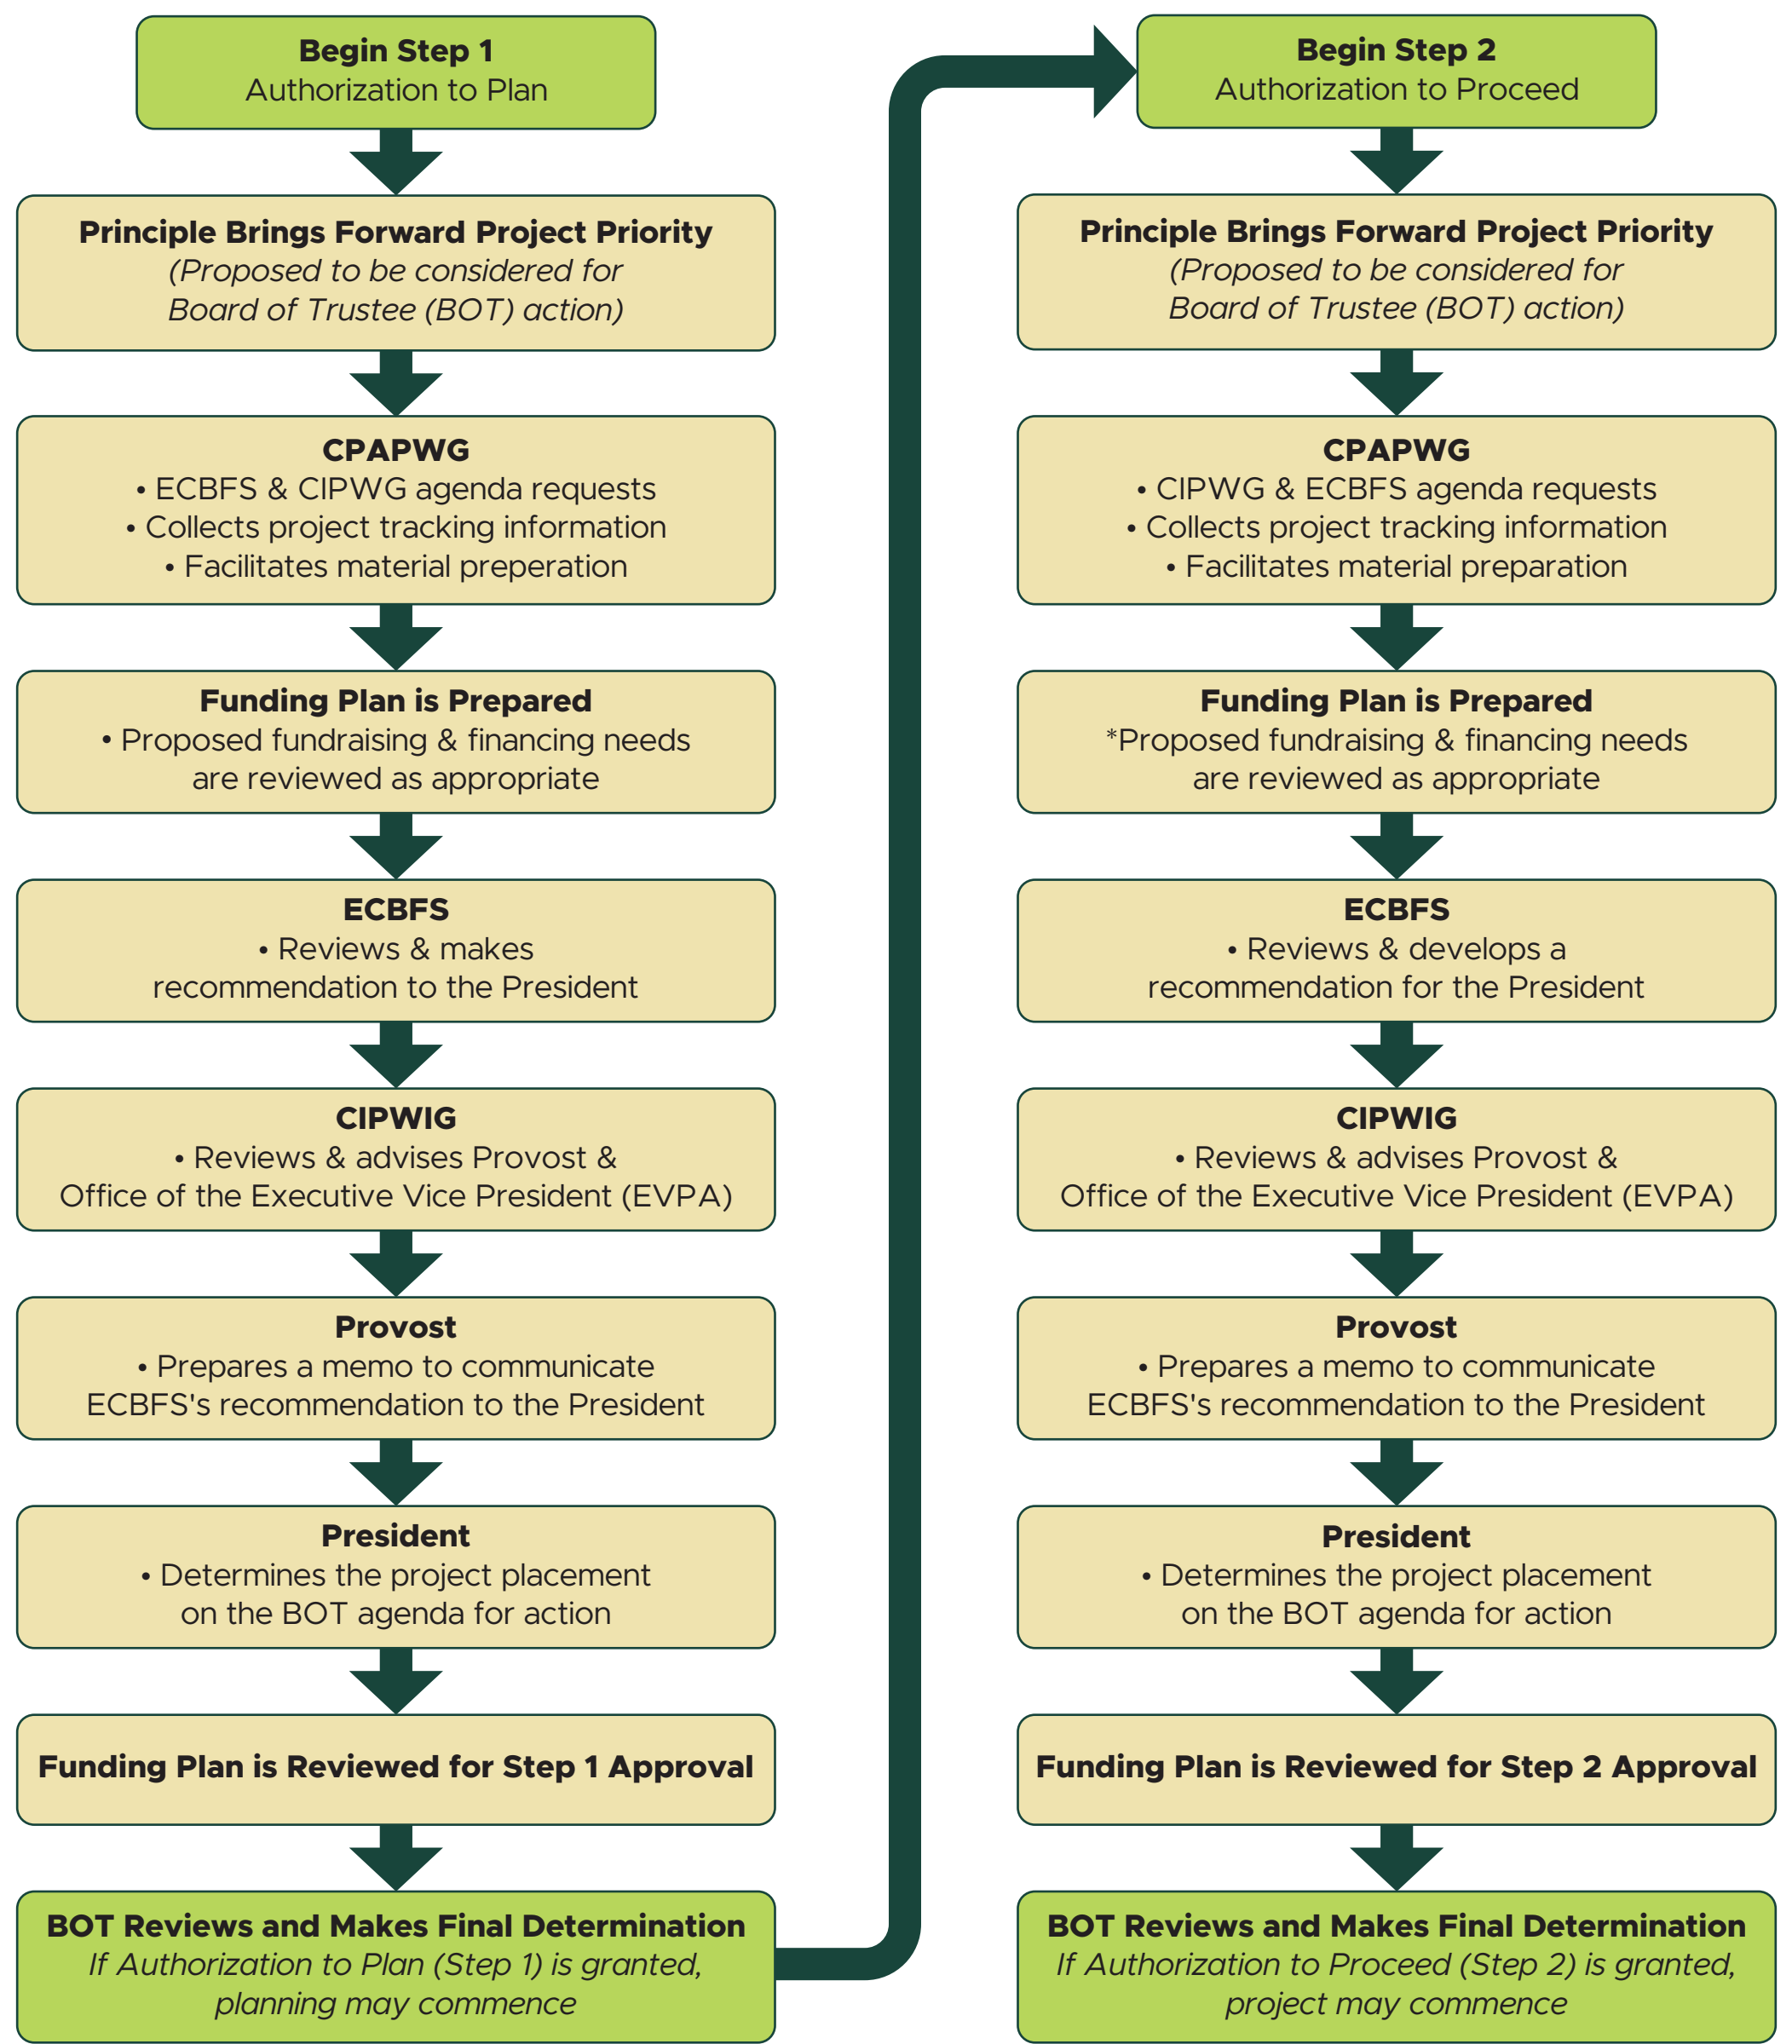 Begin Step 1
Authorization to Plan
Principle Brings Forward Project Priority
(Proposed to be considered for
Board of Trustee (BOT) action)
CPAPWG
• ECBFS & CIPWG agenda requests
• Collects project tracking information
• Facilitates material preperation
Funding Plan is Prepared
• Proposed fundraising & financing needs
are reviewed as appropriate
ECBFS
• Reviews & makes
recommendation to the President
CIPWIG
• Reviews & advises Provost &
Office of the Executive Vice President (EVPA)
Provost
• Prepares a memo to communicate
ECBFS's recommendation to the President
President
• Determines the project placement
on the BOT agenda for action
Funding Plan is Reviewed for Step 1 Approval
BOT Reviews and Makes Final Determination
If Authorization to Plan (Step 1) is granted,
planning may commence
Begin Step 2
Authorization to Proceed
Principle Brings Forward Project Priority
(Proposed to be considered for
Board of Trustee (BOT) action)
CPAPWG
• CIPWG & ECBFS agenda requests
• Collects project tracking information
• Facilitates material preparation
Funding Plan is Prepared
*Proposed fundraising & financing needs
are reviewed as appropriate
ECBFS
• Reviews & develops a
recommendation for the President
CIPWIG
• Reviews & advises Provost &
Office of the Executive Vice President (EVPA)
Provost
• Prepares a memo to communicate
ECBFS's recommendation to the President
President
• Determines the project placement
on the BOT agenda for action
Funding Plan is Reviewed for Step 2 Approval
BOT Reviews and Makes Final Determination
If Authorization to Proceed (Step 2) is granted,
project may commence